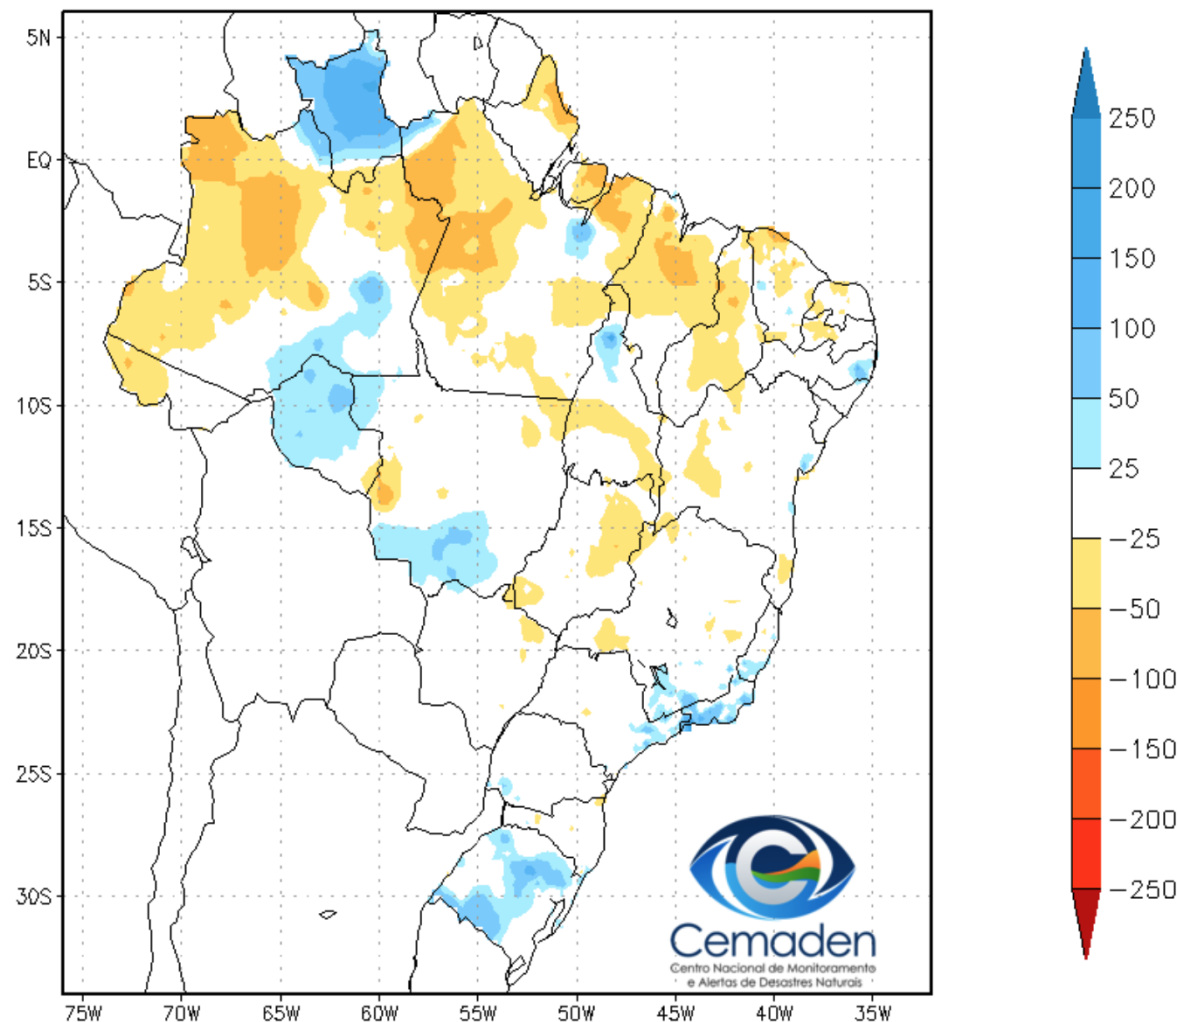 5N
EQ
5S
10S
15S
20S
25S
30S
75W 70W 65W 60W 55W 50W 45W 40W 35W
250
200
150
100
50
25
−25
−50
−100
−150
−200
−250
Cemaden
Centro Nacional de Monitoramento
e Alertas de Desastres Naturais